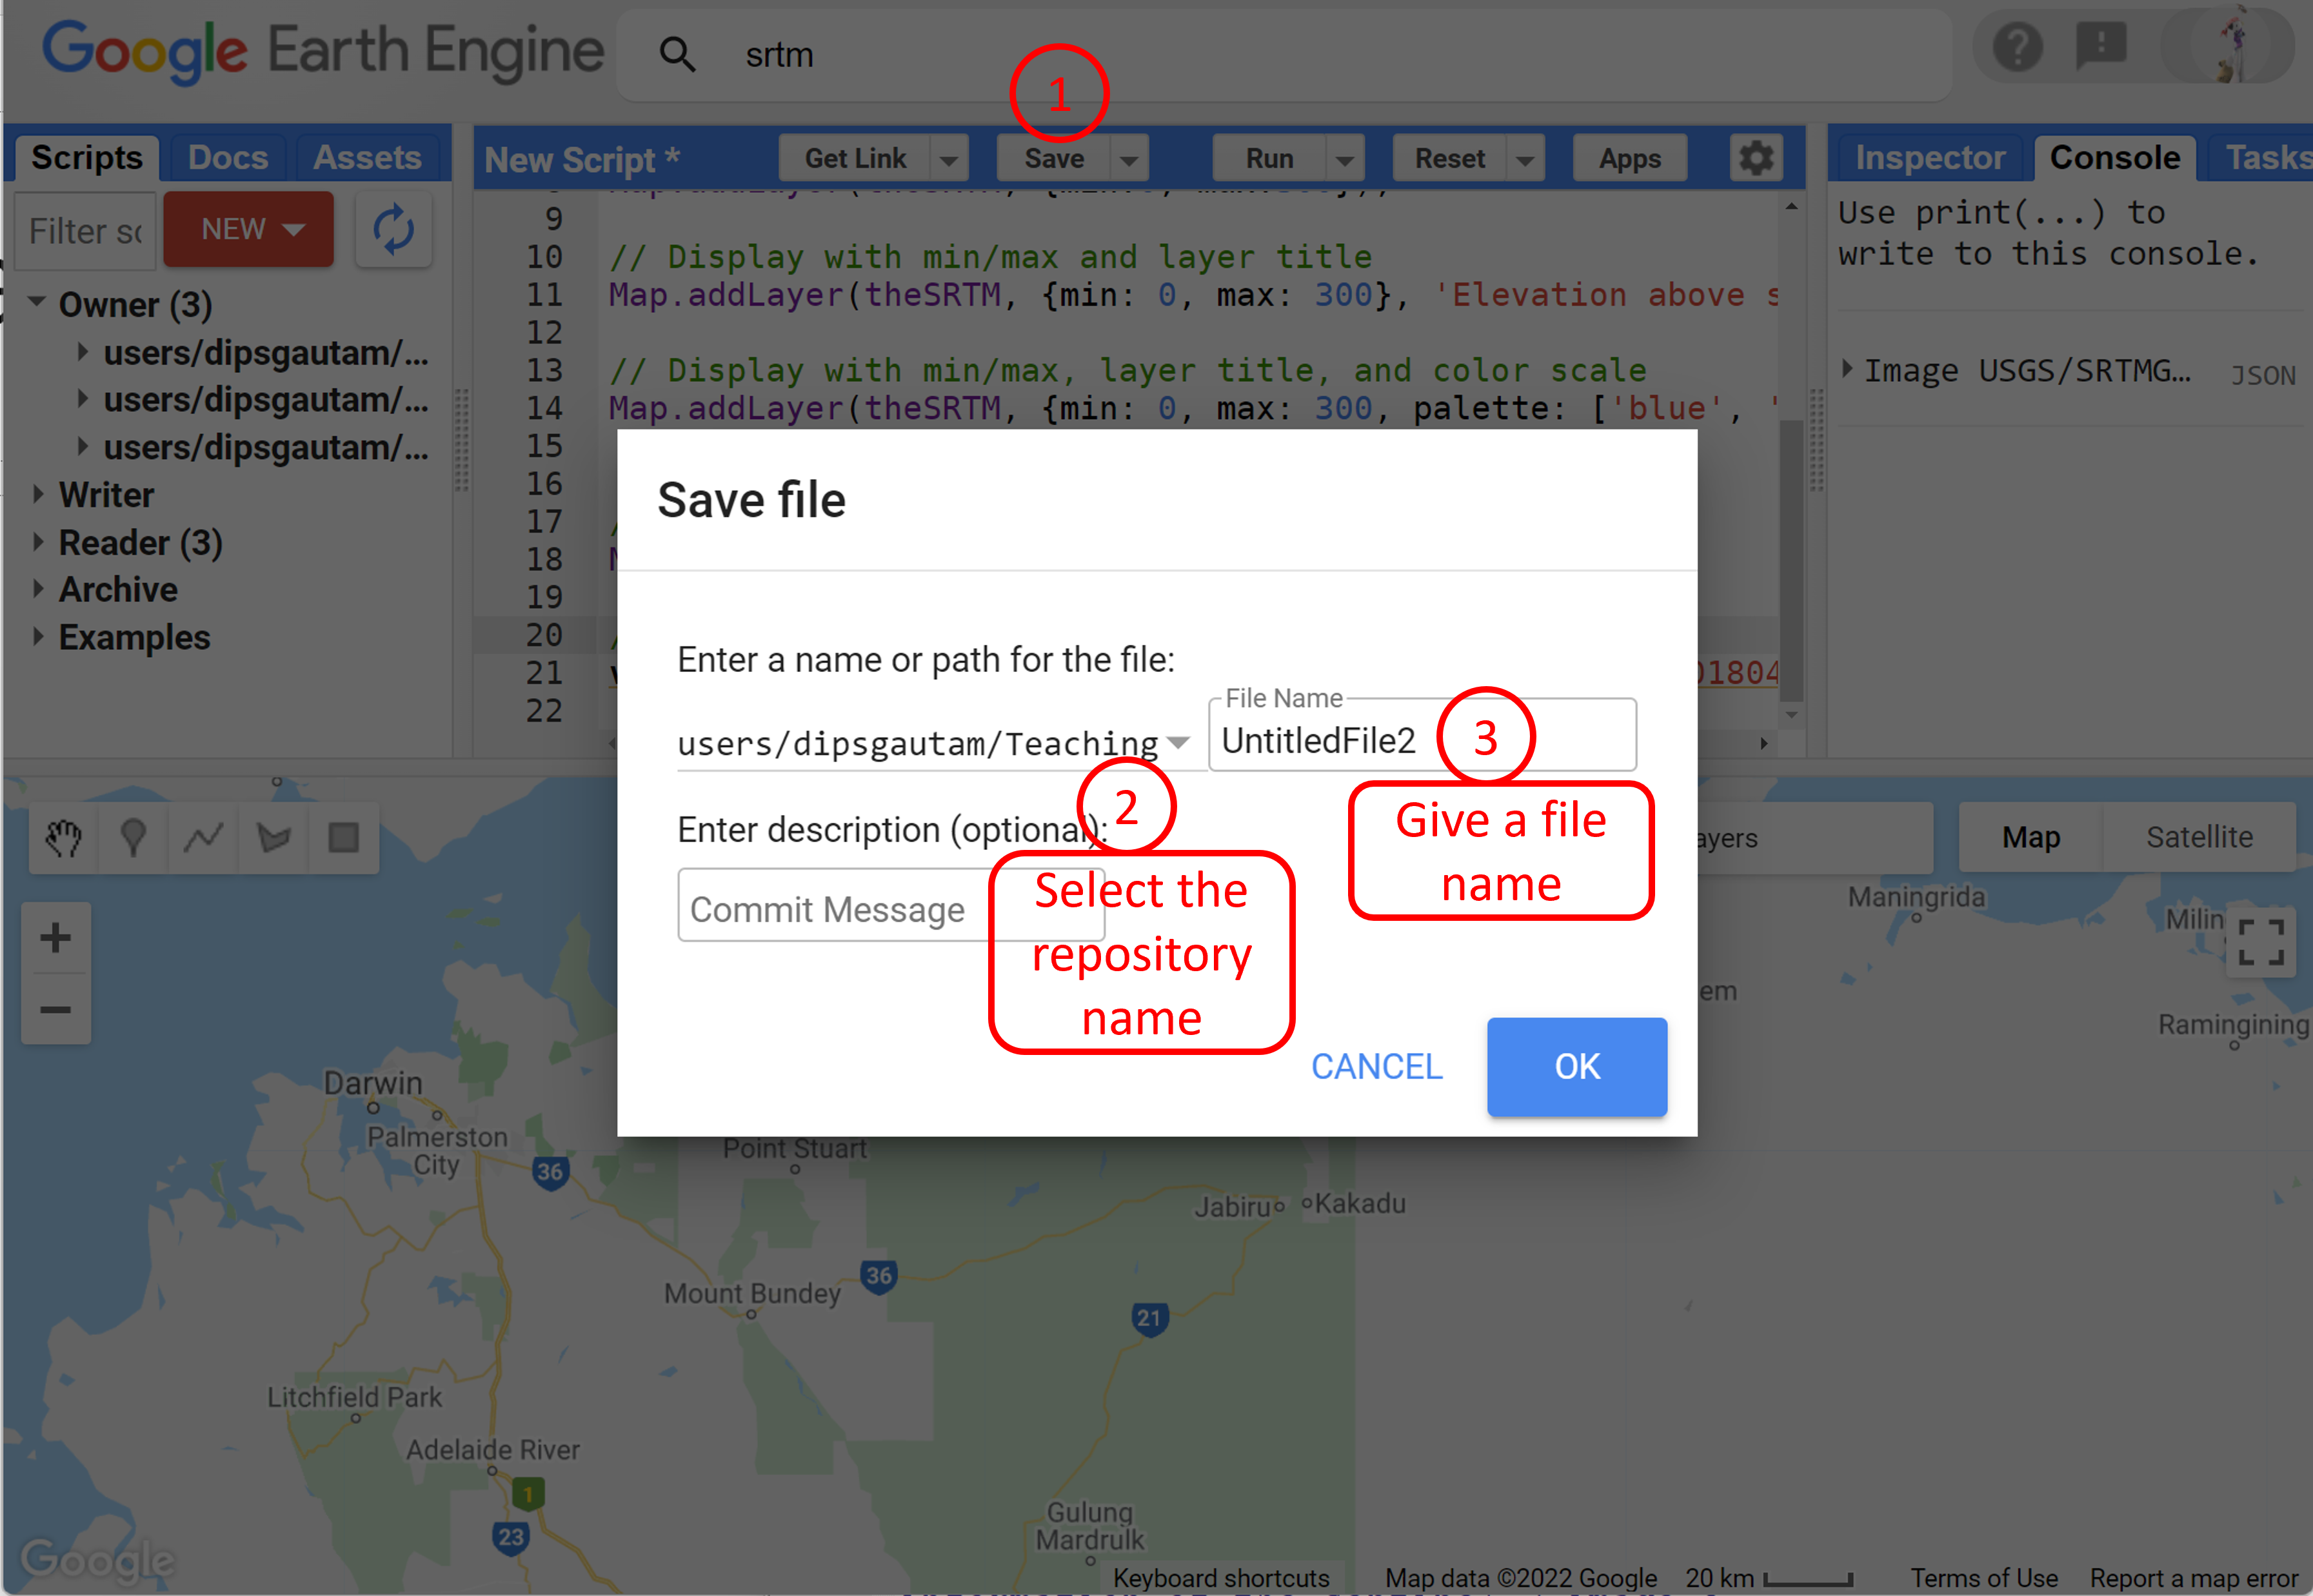 Google Earth Engine
srtm
1
Scripts Docs Assets
New Script *
Get Link Save Run Reset Apps
Inspector Console Tasks
Filter sc
NEW
Owner (3)
users/dipsgautam/...
users/dipsgautam/...
users/dipsgautam/...
Writer
Reader (3)
Archive
Examples
9
10 // Display with min/max and layer title
11 Map.addLayer(theSRTM, {min: 0, max: 300}, 'Elevation above s
12
13 // Display with min/max, layer title, and color scale
14 Map.addLayer(theSRTM, {min: 0, max: 300, palette: ['blue', '
15
16
17
18
19
20
21 01804
22
Use print(...) to
write to this console.
Image USGS/SRTMG... JSON
Save file
Enter a name or path for the file:
users/dipsgautam/Teaching
File Name
UntitledFile2
3
2
Give a file
name
Enter description (optional):
Commit Message
Select the
repository
name
CANCEL OK
ayers
Map Satellite
+
−
Maningrida
Milin
em
Ramingining
Darwin
Palmerston
City
36
Point Stuart
Jabiru
Kakadu
Mount Bundey
36
21
Litchfield Park
Adelaide River
1
23
Gulung
Mardrulk
Google
Keyboard shortcuts Map data ©2022 Google 20 km Terms of Use Report a map error